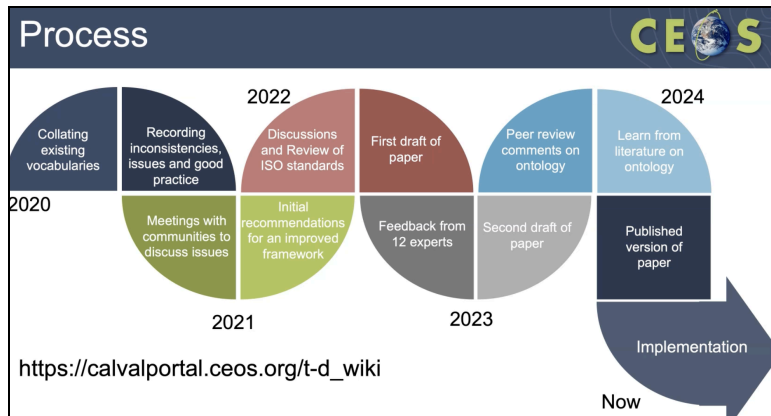 Process
CEOS
2022
2024
Collating
existing
vocabularies
Recording
inconsistencies,
issues and good
practice
Discussions
and Review of
ISO standards
First draft of
paper
Peer review
comments on
ontology
Learn from
literature on
ontology
2020
Meetings with
communities to
discuss issues
Initial
recommendations
for an improved
framework
Feedback from
12 experts
Second draft of
paper
Published
version of
paper
2021
2023
https://calvalportal.ceos.org/t-d_wiki
Implementation
Now